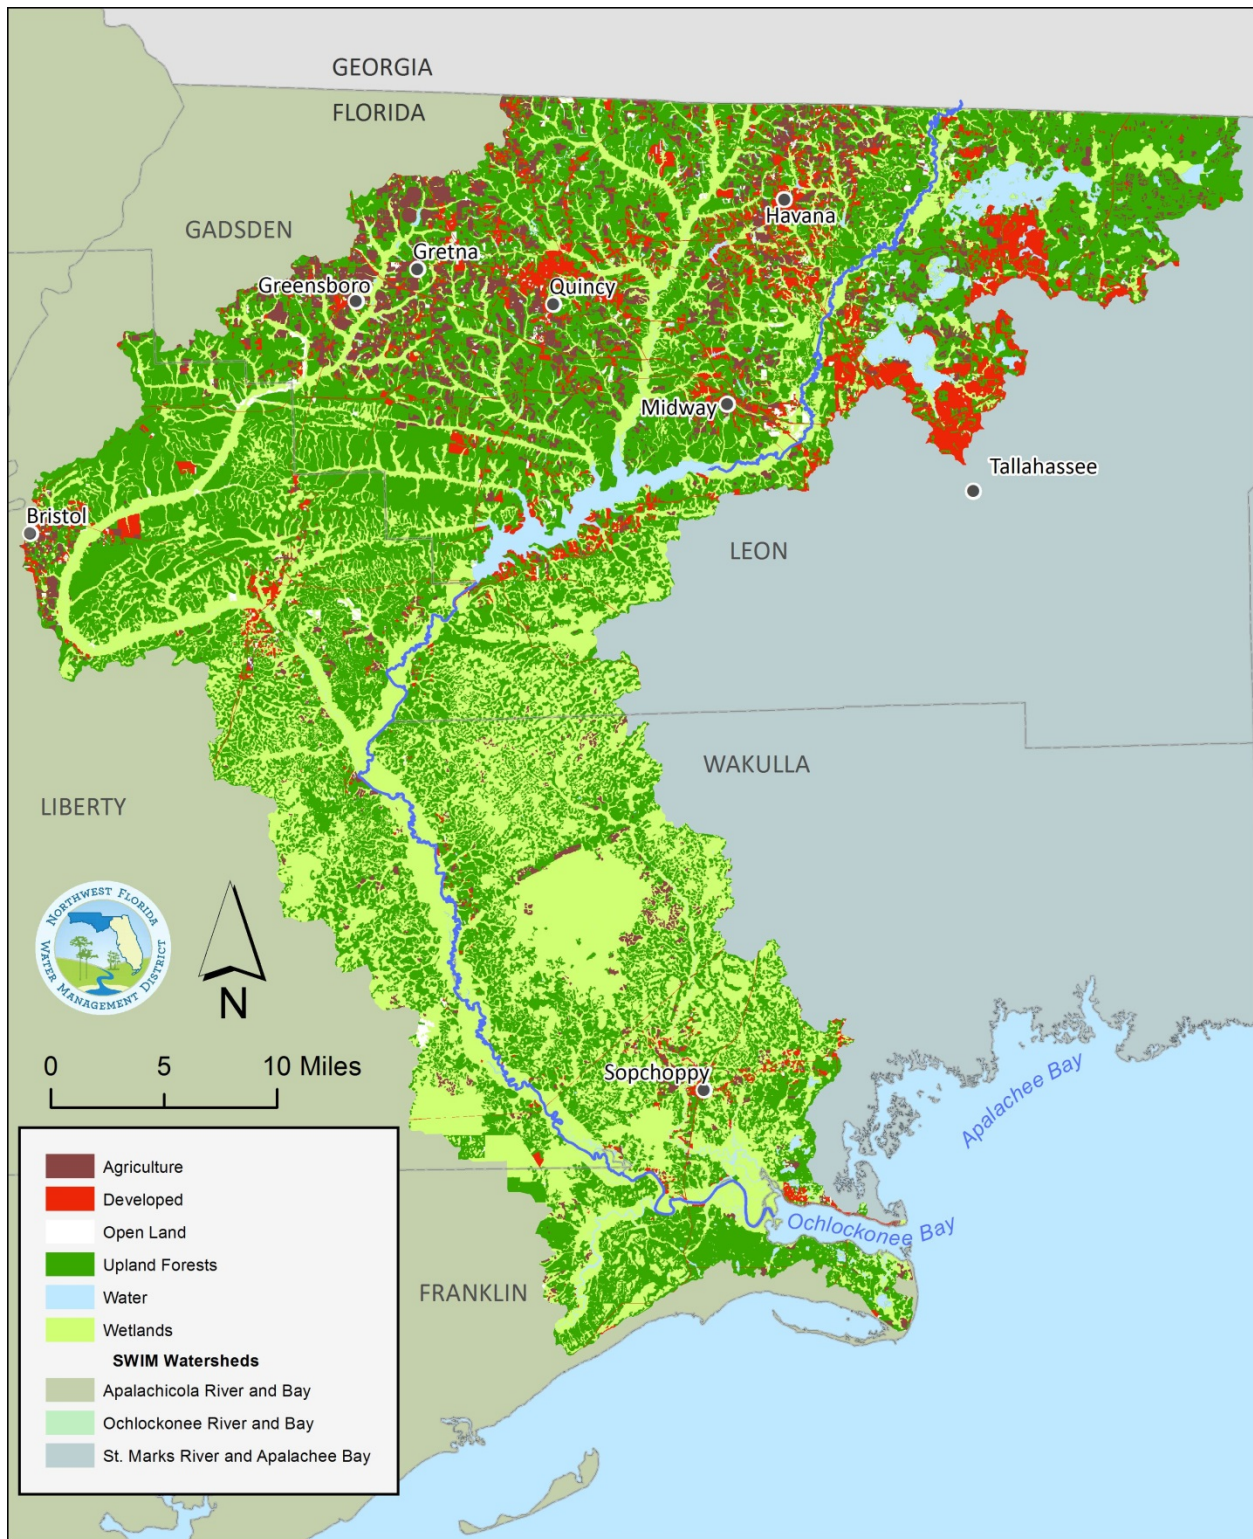 GEORGIA
FLORIDA
GADSDEN
Havana
Gretna
Greensboro
Quincy
Midway
Tallahassee
Bristol
LEON
WAKULLA
LIBERTY
NORTHWEST FLORIDA
WATER MANAGEMENT DISTRICT
N
0 5 10 Miles
Sopchoppy
Apalachee Bay
Ochlockonee Bay
FRANKLIN
Agriculture
Developed
Open Land
Upland Forests
Water
Wetlands
SWIM Watersheds
Apalachicola River and Bay
Ochlockonee River and Bay
St. Marks River and Apalachee Bay